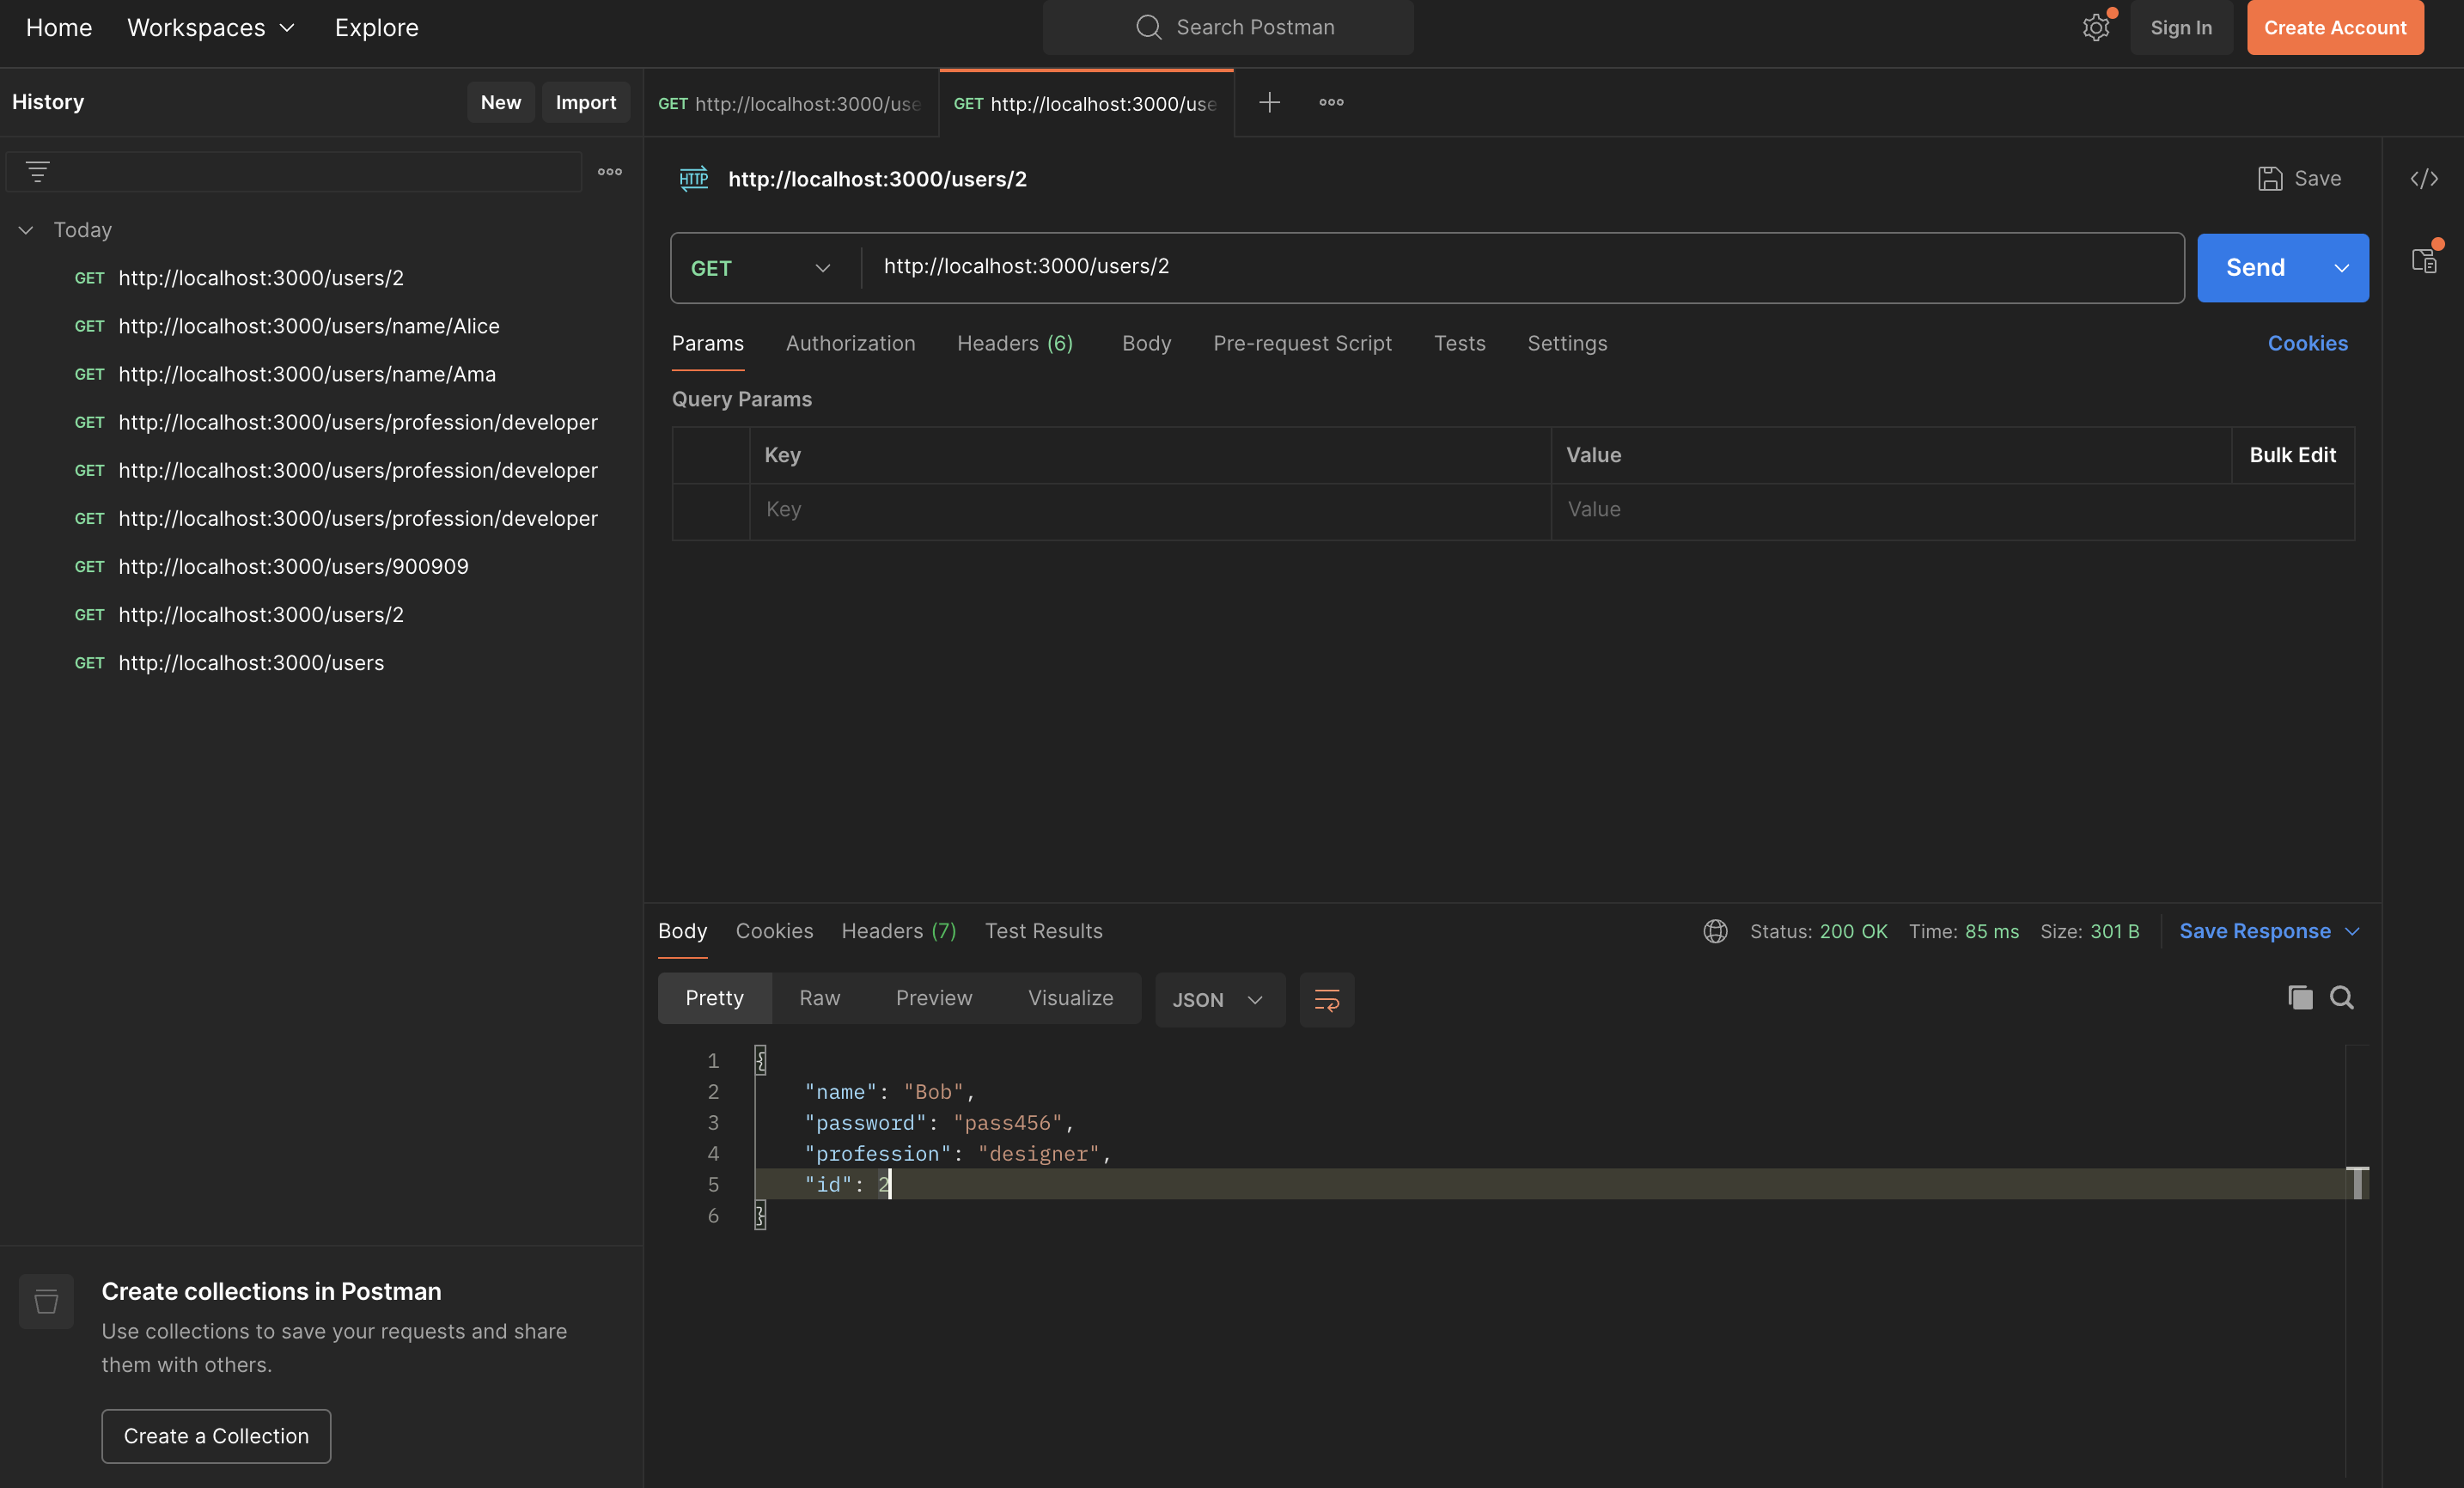 Home Workspaces Explore
Search Postman
Sign In Create Account
History New Import
GET http://localhost:3000/use GET http://localhost:3000/use
Today
GET http://localhost:3000/users/2
GET http://localhost:3000/users/name/Alice
GET http://localhost:3000/users/name/Ama
GET http://localhost:3000/users/profession/developer
GET http://localhost:3000/users/profession/developer
GET http://localhost:3000/users/profession/developer
GET http://localhost:3000/users/900909
GET http://localhost:3000/users/2
GET http://localhost:3000/users
Create collections in Postman
Use collections to save your requests and share
them with others.
Create a Collection
HTTP http://localhost:3000/users/2 Save
GET http://localhost:3000/users/2 Send
Params Authorization Headers (6) Body Pre-request Script Tests Settings Cookies
Query Params
Key Value Bulk Edit
Key Value
Body Cookies Headers (7) Test Results Status: 200 OK Time: 85 ms Size: 301 B Save Response
Pretty Raw Preview Visualize JSON
1 {
2 "name": "Bob",
3 "password": "pass456",
4 "profession": "designer",
5 "id": 2
6 }